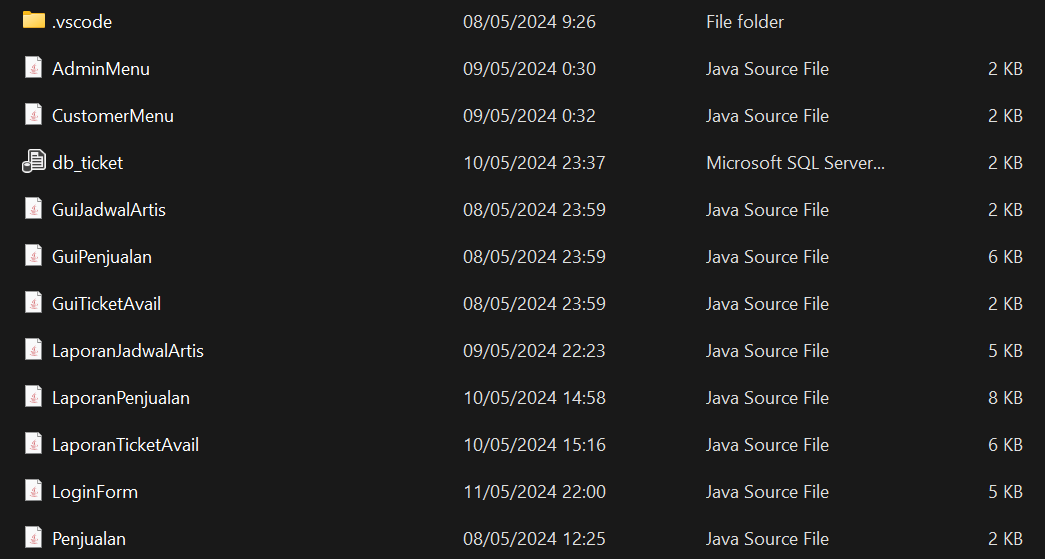 .vscode 08/05/2024 9:26 File folder
AdminMenu 09/05/2024 0:30 Java Source File 2 KB
CustomerMenu 09/05/2024 0:32 Java Source File 2 KB
db_ticket 10/05/2024 23:37 Microsoft SQL Server... 2 KB
GuiJadwalArtis 08/05/2024 23:59 Java Source File 2 KB
GuiPenjualan 08/05/2024 23:59 Java Source File 6 KB
GuiTicketAvail 08/05/2024 23:59 Java Source File 2 KB
LaporanJadwalArtis 09/05/2024 22:23 Java Source File 5 KB
LaporanPenjualan 10/05/2024 14:58 Java Source File 8 KB
LaporanTicketAvail 10/05/2024 15:16 Java Source File 6 KB
LoginForm 11/05/2024 22:00 Java Source File 5 KB
Penjualan 08/05/2024 12:25 Java Source File 2 KB